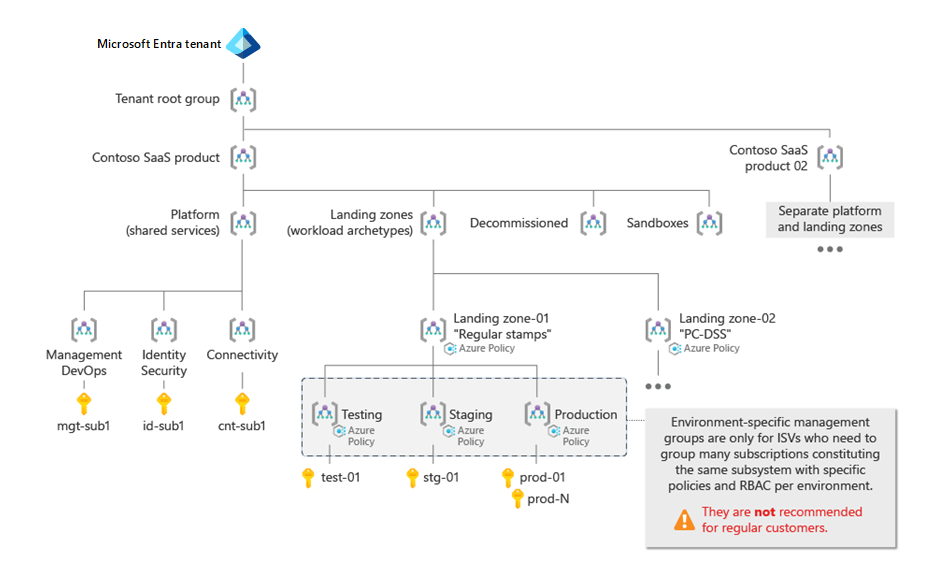 Microsoft Entra tenant
Tenant root group
Contoso SaaS product
Contoso SaaS
product 02
Platform
(shared services)
Landing zones
(workload archetypes)
Decommissioned
Sandboxes
Separate platform
and landing zones
Management
DevOps
Identity
Security
Connectivity
Landing zone-01
"Regular stamps"
Azure Policy
Landing zone-02
"PC-DSS"
Azure Policy
mgt-sub1
id-sub1
cnt-sub1
Testing
Azure
Policy
Staging
Azure
Policy
Production
Azure
Policy
test-01
stg-01
prod-01
prod-N
Environment-specific management
groups are only for ISVs who need to
group many subscriptions constituting
the same subsystem with specific
policies and RBAC per environment.
They are not recommended
for regular customers.